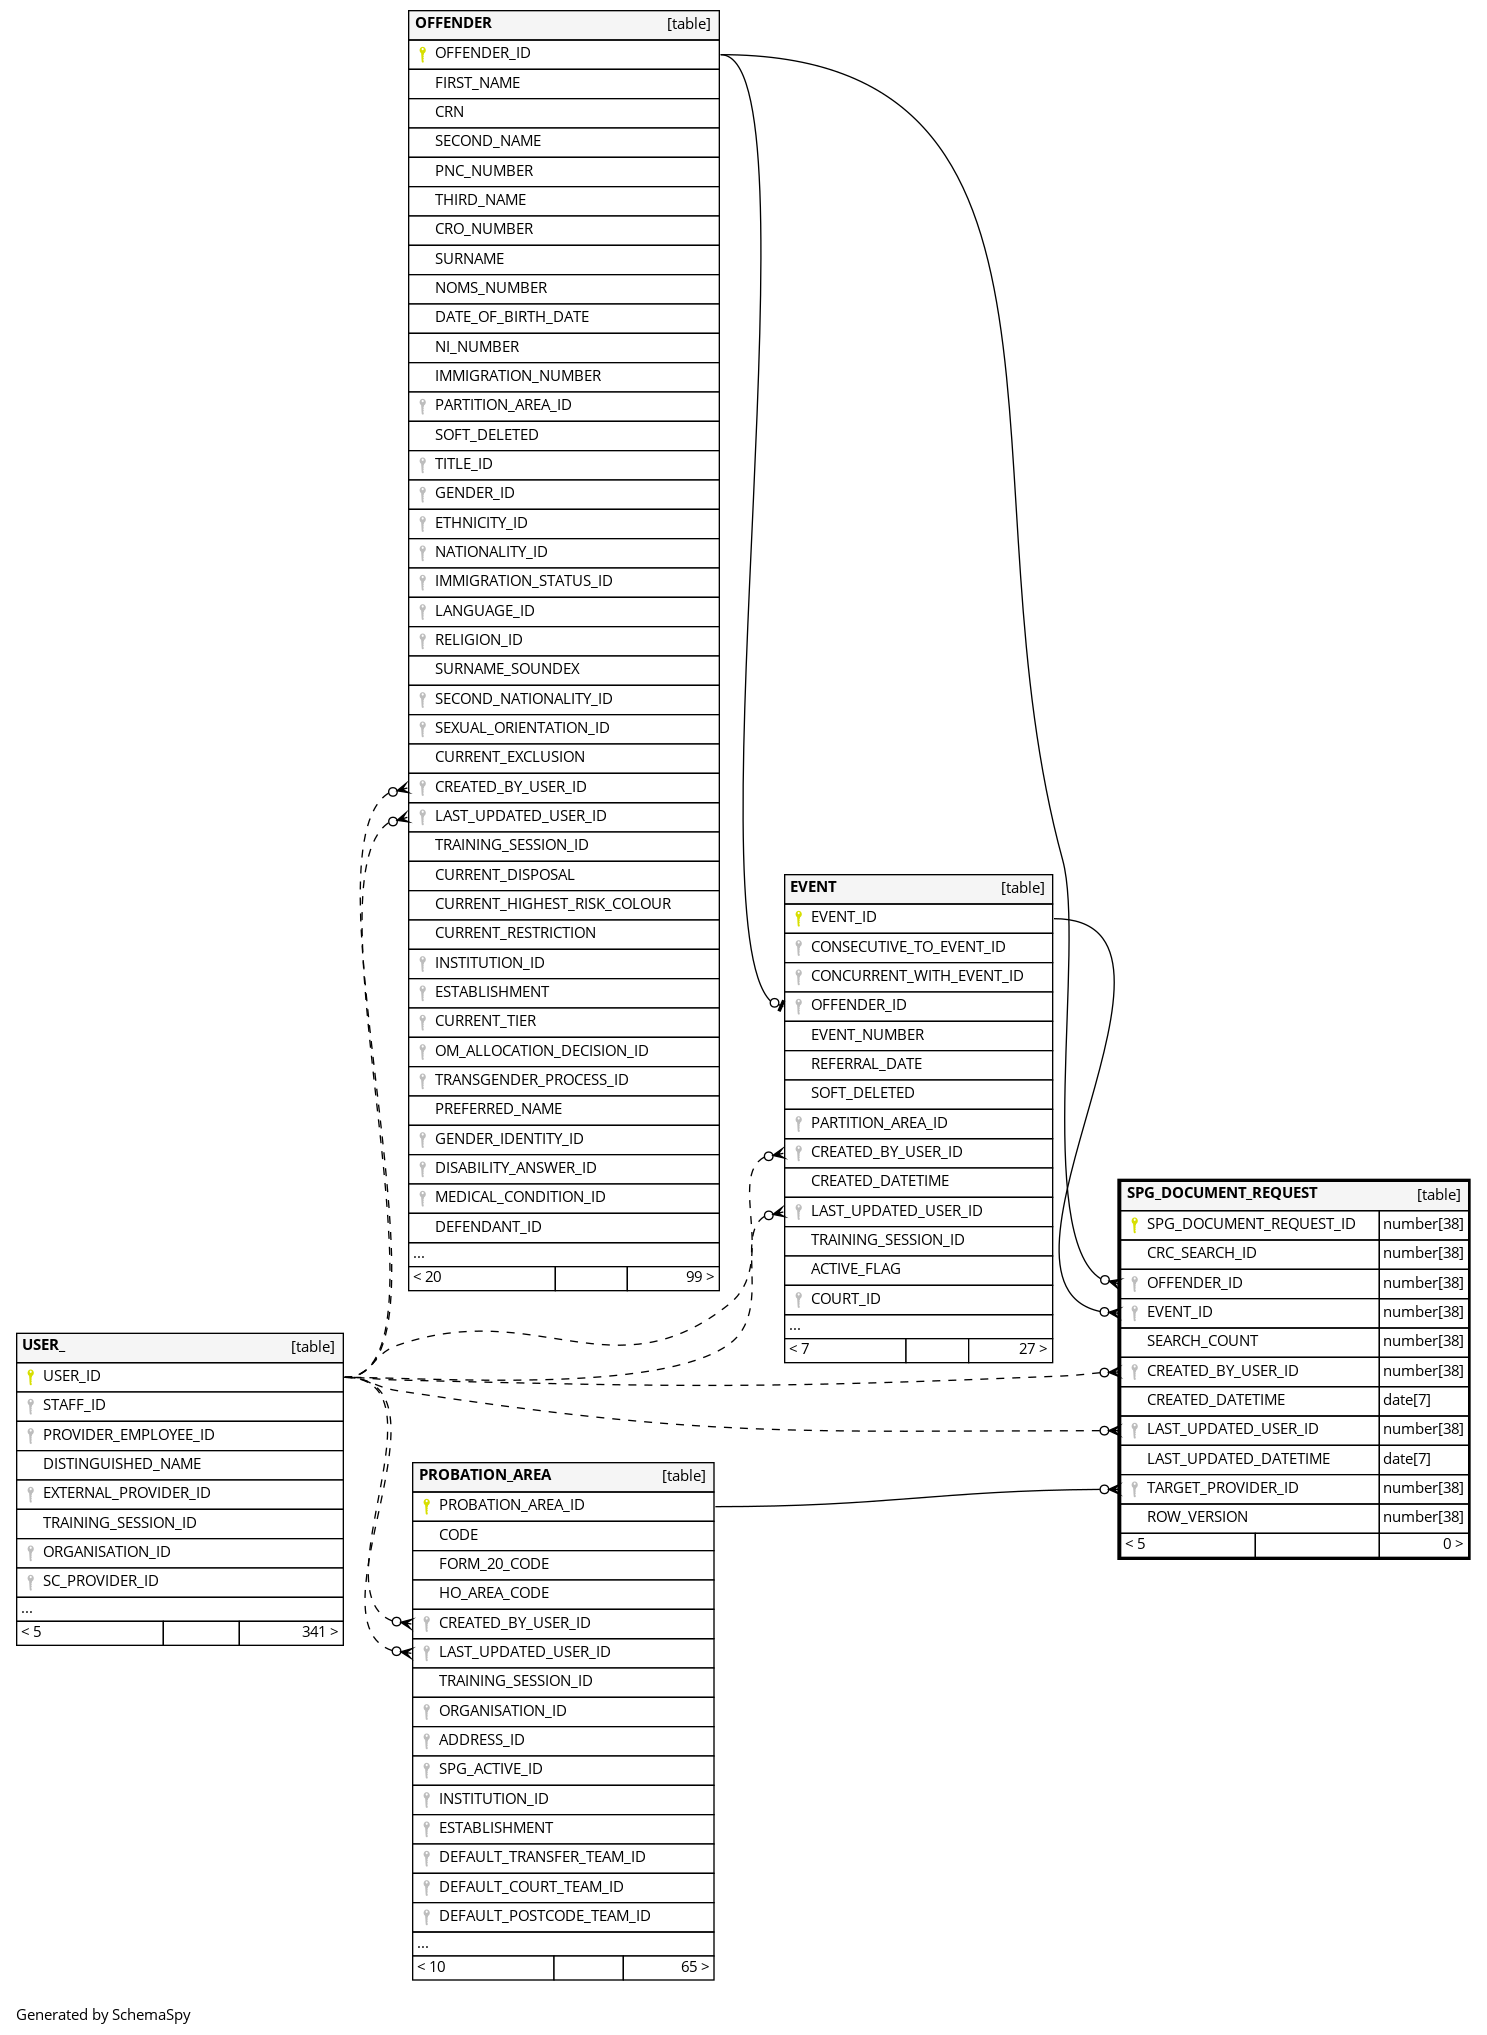 OFFENDER [table]
OFFENDER_ID
FIRST_NAME
CRN
SECOND_NAME
PNC_NUMBER
THIRD_NAME
CRO_NUMBER
SURNAME
NOMS_NUMBER
DATE_OF_BIRTH_DATE
NI_NUMBER
IMMIGRATION_NUMBER
PARTITION_AREA_ID
SOFT_DELETED
TITLE_ID
GENDER_ID
ETHNICITY_ID
NATIONALITY_ID
IMMIGRATION_STATUS_ID
LANGUAGE_ID
RELIGION_ID
SURNAME_SOUNDEX
SECOND_NATIONALITY_ID
SEXUAL_ORIENTATION_ID
CURRENT_EXCLUSION
CREATED_BY_USER_ID
LAST_UPDATED_USER_ID
TRAINING_SESSION_ID
CURRENT_DISPOSAL
CURRENT_HIGHEST_RISK_COLOUR
CURRENT_RESTRICTION
INSTITUTION_ID
ESTABLISHMENT
CURRENT_TIER
OM_ALLOCATION_DECISION_ID
TRANSGENDER_PROCESS_ID
PREFERRED_NAME
GENDER_IDENTITY_ID
DISABILITY_ANSWER_ID
MEDICAL_CONDITION_ID
DEFENDANT_ID
...
< 20 99 >
EVENT [table]
EVENT_ID
CONSECUTIVE_TO_EVENT_ID
CONCURRENT_WITH_EVENT_ID
OFFENDER_ID
EVENT_NUMBER
REFERRAL_DATE
SOFT_DELETED
PARTITION_AREA_ID
CREATED_BY_USER_ID
CREATED_DATETIME
LAST_UPDATED_USER_ID
TRAINING_SESSION_ID
ACTIVE_FLAG
COURT_ID
...
< 7 27 >
SPG_DOCUMENT_REQUEST [table]
SPG_DOCUMENT_REQUEST_ID number[38]
CRC_SEARCH_ID number[38]
OFFENDER_ID number[38]
EVENT_ID number[38]
SEARCH_COUNT number[38]
CREATED_BY_USER_ID number[38]
CREATED_DATETIME date[7]
LAST_UPDATED_USER_ID number[38]
LAST_UPDATED_DATETIME date[7]
TARGET_PROVIDER_ID number[38]
ROW_VERSION number[38]
< 5 0 >
USER_ [table]
USER_ID
STAFF_ID
PROVIDER_EMPLOYEE_ID
DISTINGUISHED_NAME
EXTERNAL_PROVIDER_ID
TRAINING_SESSION_ID
ORGANISATION_ID
SC_PROVIDER_ID
...
< 5 341 >
PROBATION_AREA [table]
PROBATION_AREA_ID
CODE
FORM_20_CODE
HO_AREA_CODE
CREATED_BY_USER_ID
LAST_UPDATED_USER_ID
TRAINING_SESSION_ID
ORGANISATION_ID
ADDRESS_ID
SPG_ACTIVE_ID
INSTITUTION_ID
ESTABLISHMENT
DEFAULT_TRANSFER_TEAM_ID
DEFAULT_COURT_TEAM_ID
DEFAULT_POSTCODE_TEAM_ID
...
< 10 65 >
Generated by SchemaSpy